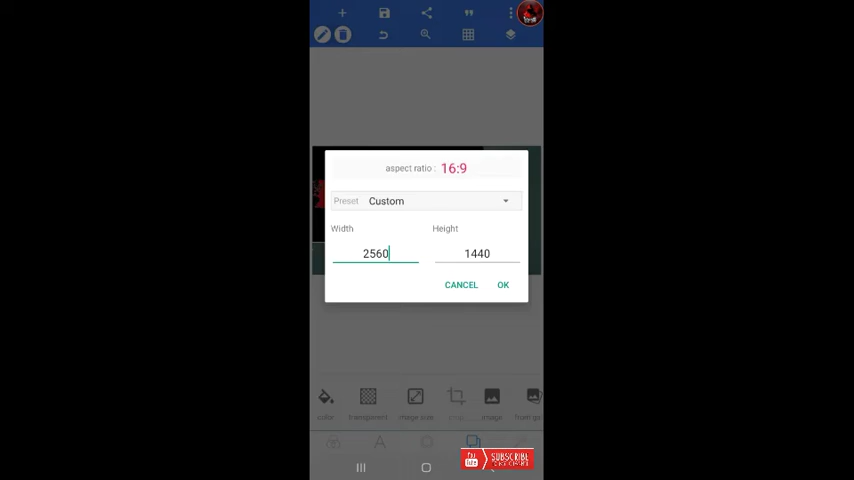 aspect ratio : 16:9
Preset Custom
Width Height
2560 1440
CANCEL OK
color transparent image size image
SUBSCRIBE